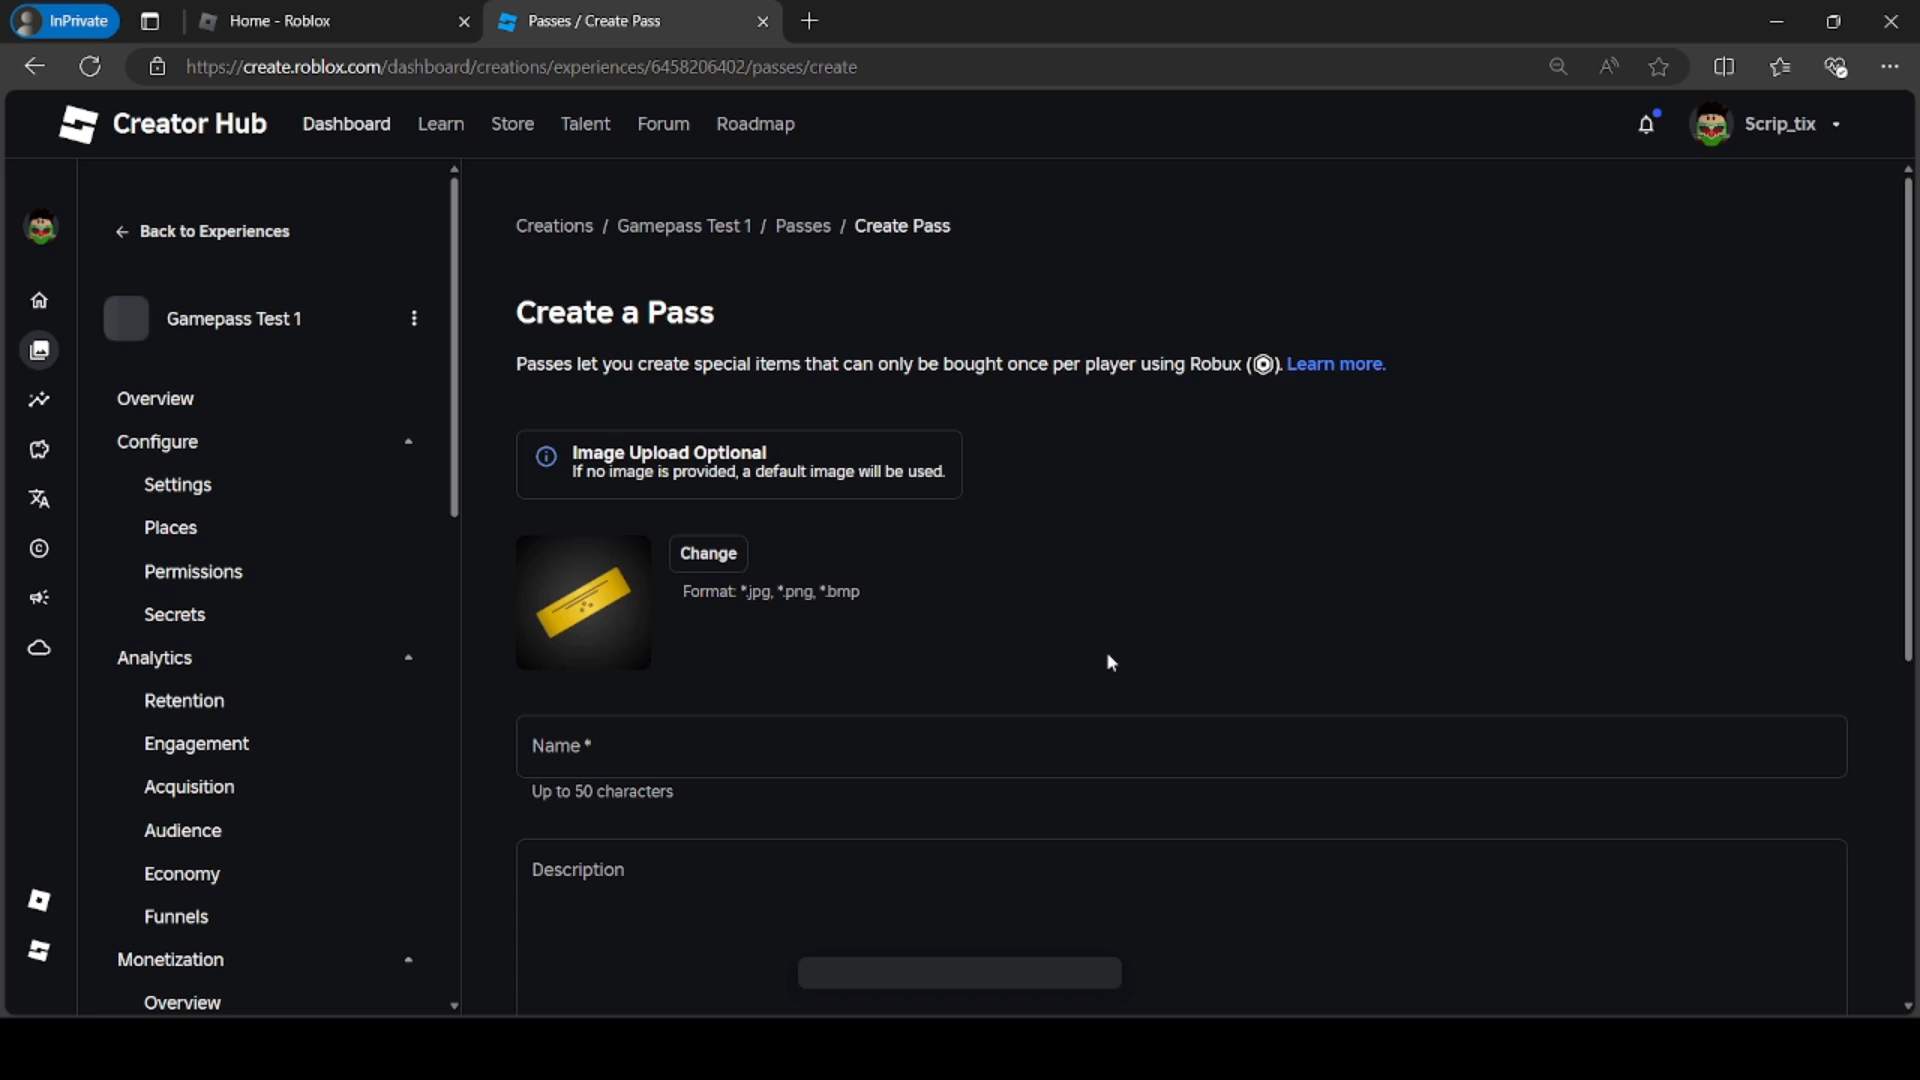 InPrivate
Home - Roblox
Passes / Create Pass
https://create.roblox.com/dashboard/creations/experiences/6458206402/passes/create
Creator Hub
Dashboard
Learn
Store
Talent
Forum
Roadmap
Scrip_tix
Back to Experiences
Gamepass Test 1
Overview
Configure
Settings
Places
Permissions
Secrets
Analytics
Retention
Engagement
Acquisition
Audience
Economy
Funnels
Monetization
Overview
Creations / Gamepass Test 1 / Passes / Create Pass
Create a Pass
Passes let you create special items that can only be bought once per player using Robux (). Learn more.
Image Upload Optional
If no image is provided, a default image will be used.
Change
Format: *.jpg, *.png, *.bmp
Name*
Up to 50 characters
Description